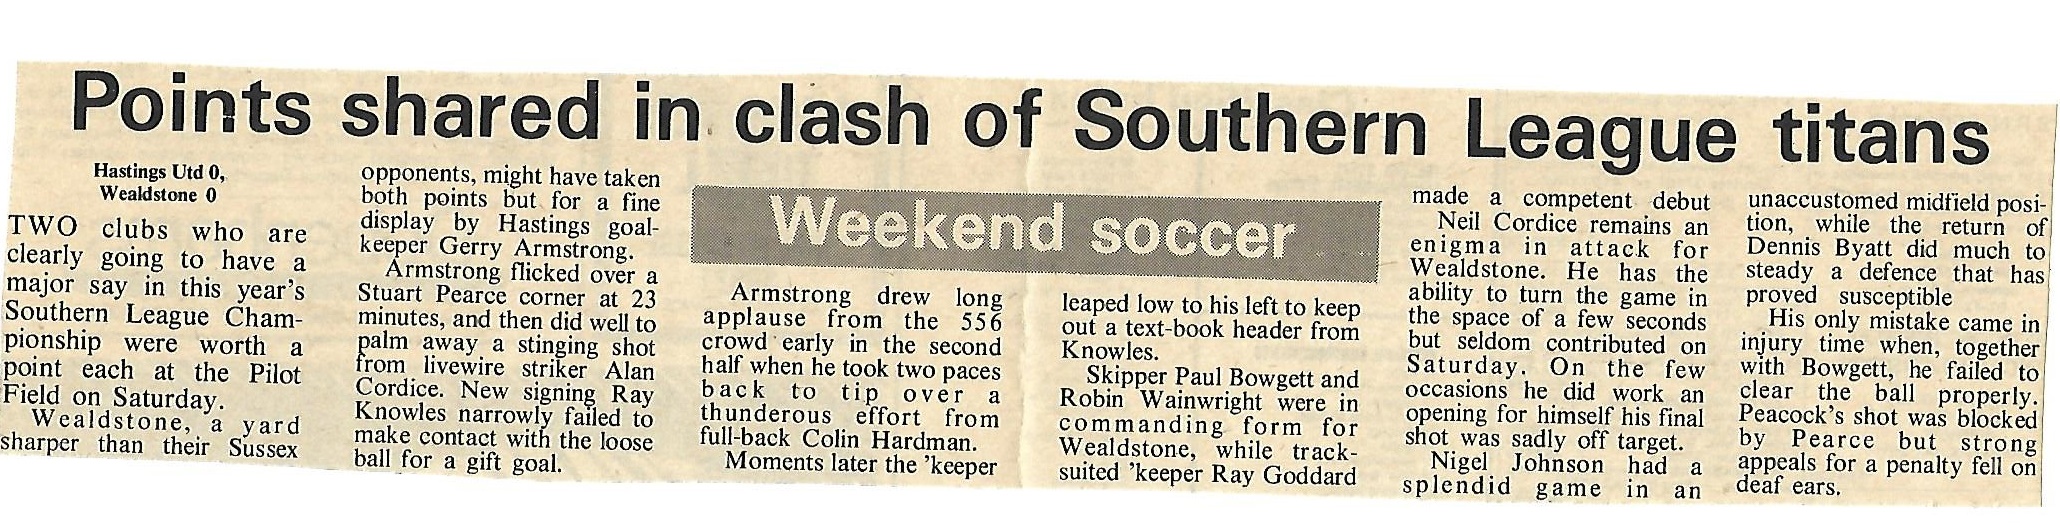 Points shared in clash of Southern League titans
Hastings Utd 0,
Wealdstone 0
TWO clubs who are
clearly going to have a
major say in this year's
Southern League Cham-
pionship were worth a
point each at the Pilot
Field on Saturday.
Wealdstone, a yard
sharper than their Sussex
opponents, might have taken
both points but for a fine
display by Hastings goal-
keeper Gerry Armstrong.
Armstrong flicked over a
Stuart Pearce corner at 23
minutes, and then did well to
palm away a stinging shot
from livewire striker Alan
Cordice. New signing Ray
Knowles narrowly failed to
make contact with the loose
ball for a gift goal.
Weekend soccer
Armstrong drew long
applause from the 556
crowd early in the second
half when he took two paces
back to tip over a
thunderous effort from
full-back Colin Hardman.
Moments later the 'keeper
leaped low to his left to keep
out a text-book header from
Knowles.
Skipper Paul Bowgett and
Robin Wainwright were in
commanding form for
Wealdstone, while track-
suited 'keeper Ray Goddard
made a competent debut
Neil Cordice remains an
enigma in attack for
Wealdstone. He has the
ability to turn the game in
the space of a few seconds
but seldom contributed on
Saturday. On the few
occasions he did work an
opening for himself his final
shot was sadly off target.
Nigel Johnson had a
splendid game in an
unaccustomed midfield posi-
tion, while the return of
Dennis Byatt did much to
steady a defence that has
proved susceptible
His only mistake came in
injury time when, together
with Bowgett, he failed to
clear the ball properly.
Peacock's shot was blocked
by Pearce but strong
appeals for a penalty fell on
deaf ears.